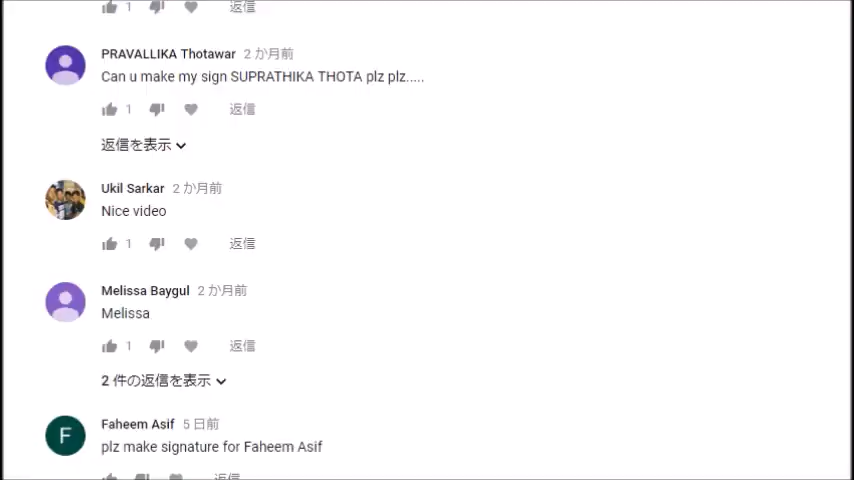 1 返信
PRAVALLIKA Thotawar 2 か月前
Can u make my sign SUPRATHIKA THOTA plz plz.....
1 返信
返信を表示
Ukil Sarkar 2 か月前
Nice video
1 返信
Melissa Baygul 2 か月前
Melissa
1 返信
2 件の返信を表示
F
Faheem Asif 5 日前
plz make signature for Faheem Asif
返信